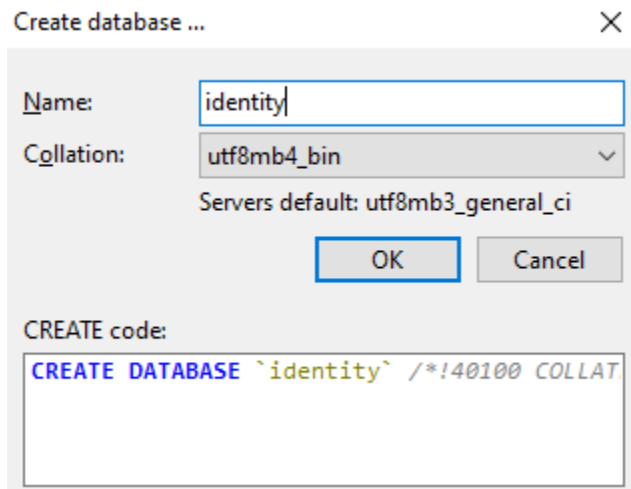 Create database ...
Name:
identity
Collation:
utf8mb4_bin
Servers default: utf8mb3_general_ci
OK
Cancel
CREATE code:
CREATE DATABASE `identity` /*!40100 COLLAT